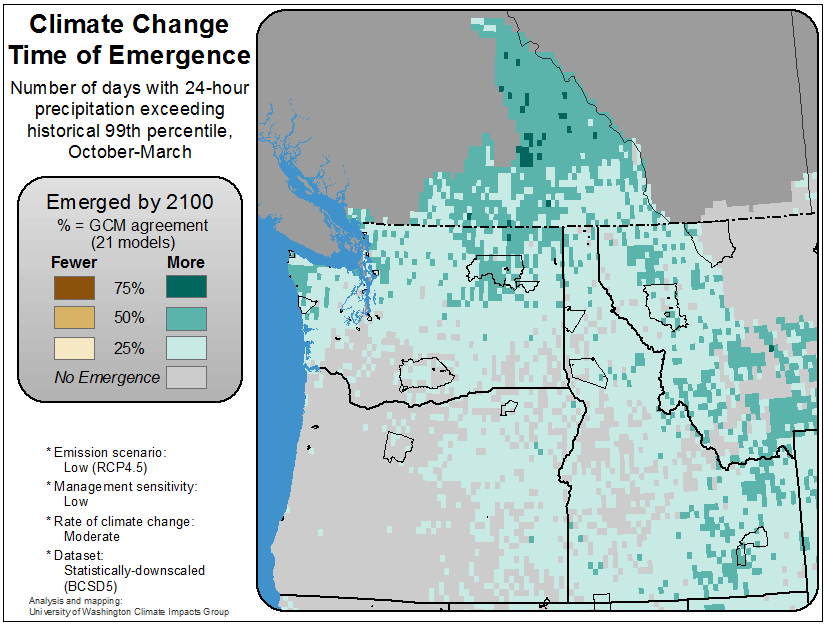 Climate Change
Time of Emergence
Number of days with 24-hour
precipitation exceeding
historical 99th percentile,
October-March
Emerged by 2100
% = GCM agreement
(21 models)
Fewer More
75%
50%
25%
No Emergence
* Emission scenario:
Low (RCP4.5)
* Management sensitivity:
Low
* Rate of climate change:
Moderate
* Dataset:
Statistically-downscaled
(BCSD5)
Analysis and mapping:
University of Washington Climate Impacts Group